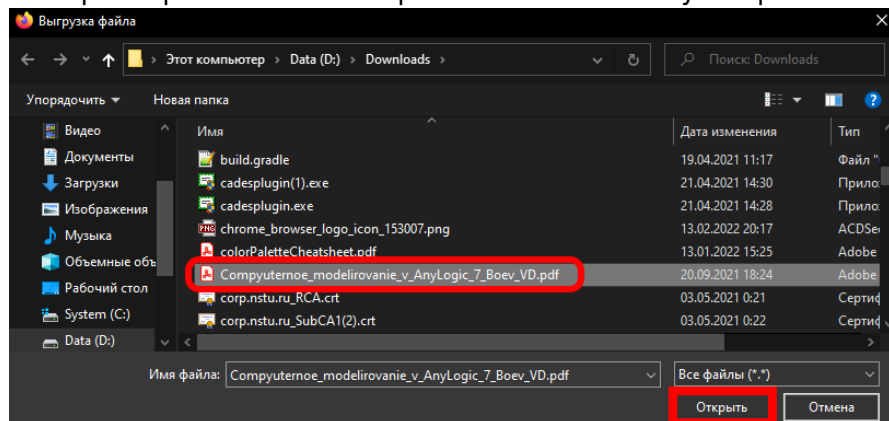 Выгрузка файла
Этот компьютер > Data (D:) > Downloads >
Поиск: Downloads
Упорядочить
Новая папка
Имя
Дата изменения
Тип
Видео
Документы
Загрузки
Изображения
Музыка
Объемные объ
Рабочий стол
System (C:)
Data (D:)
build.gradle 19.04.2021 11:17 Файл "
cadesplugin(1).exe 21.04.2021 14:30 Прило
cadesplugin.exe 21.04.2021 14:28 Прило
chrome_browser_logo_icon_153007.png 13.02.2022 20:17 ACDSe
colorPaletteCheatsheet.pdf 13.01.2022 15:25 Adobe
Compyuternoe_modelirovanie_v_AnyLogic_7_Boev_VD.pdf 20.09.2021 18:24 Adobe
corp.nstu.ru_RCA.crt 03.05.2021 0:21 Сертиф
corp.nstu.ru_SubCA1(2).crt 03.05.2021 0:22 Сертиф
Имя файла: Compyuternoe_modelirovanie_v_AnyLogic_7_Boev_VD.pdf
Все файлы (*.*)
Открыть
Отмена